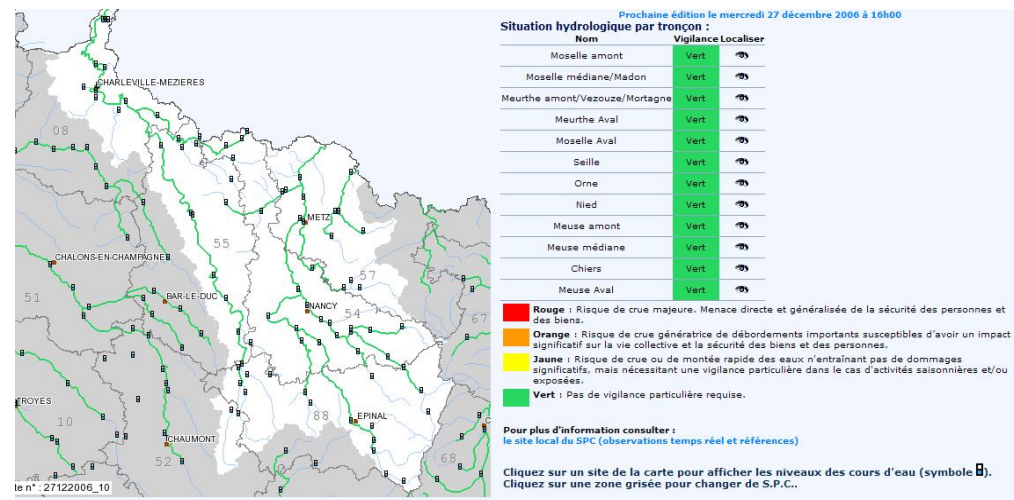 Prochaine édition le mercredi 27 décembre 2006 à 16h00
Situation hydrologique par tronçon :
Nom Vigilance Localiser
Moselle amont Vert
Moselle médiane/Madon Vert
Meurthe amont/Vezouze/Mortagne Vert
Meurthe Aval Vert
Moselle Aval Vert
Seille Vert
Orne Vert
Nied Vert
Meuse amont Vert
Meuse médiane Vert
Chiers Vert
Meuse Aval Vert
Rouge : Risque de crue majeure. Menace directe et généralisée de la sécurité des personnes et
des biens.
Orange : Risque de crue génératrice de débordements importants susceptibles d'avoir un impact
significatif sur la vie collective et la sécurité des biens et des personnes.
Jaune : Risque de crue ou de montée rapide des eaux n'entraînant pas de dommages
significatifs, mais nécessitant une vigilance particulière dans le cas d'activités saisonnières et/ou
exposées.
Vert : Pas de vigilance particulière requise.
Pour plus d'information consulter :
le site local du SPC (observations temps réel et références)
Cliquez sur un site de la carte pour afficher les niveaux des cours d'eau (symbole ).
Cliquez sur une zone grisée pour changer de S.P.C..
CHARLEVILLE-MEZIERES
08
METZ
55
CHALONS-EN-CHAMPAGNE
57
51
BAR-LE-DUC
NANCY
54
67
TROYES
88
EPINAL
10
CHAUMONT
52
68
te n° : 27122006_10